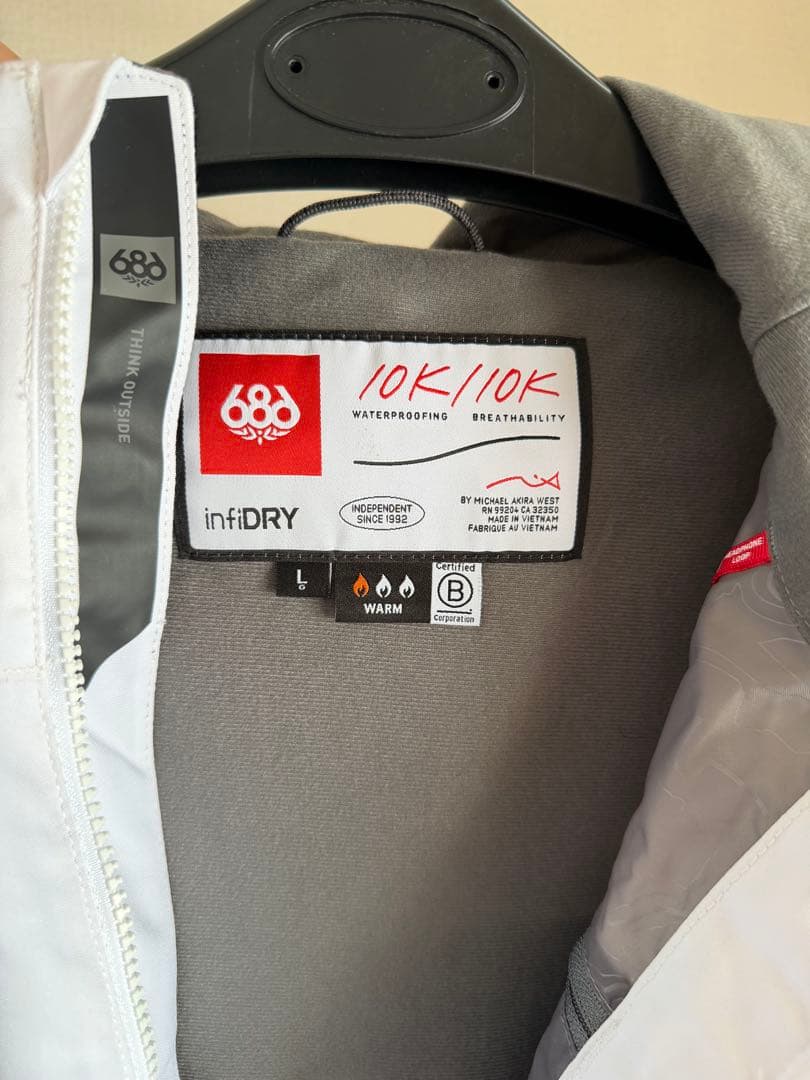 686
THINK OUTSIDE
686
10K/10K
WATERPROOFING BREATHABILITY
infiDRY
INDEPENDENT
SINCE 1992
BY MICHAEL AKIRA WEST
RN 99204 CA 32350
MADE IN VIETNAM
FABRIQUE AU VIETNAM
L
G
WARM
Certified
B
Corporation
HEADPHONE
LOOP